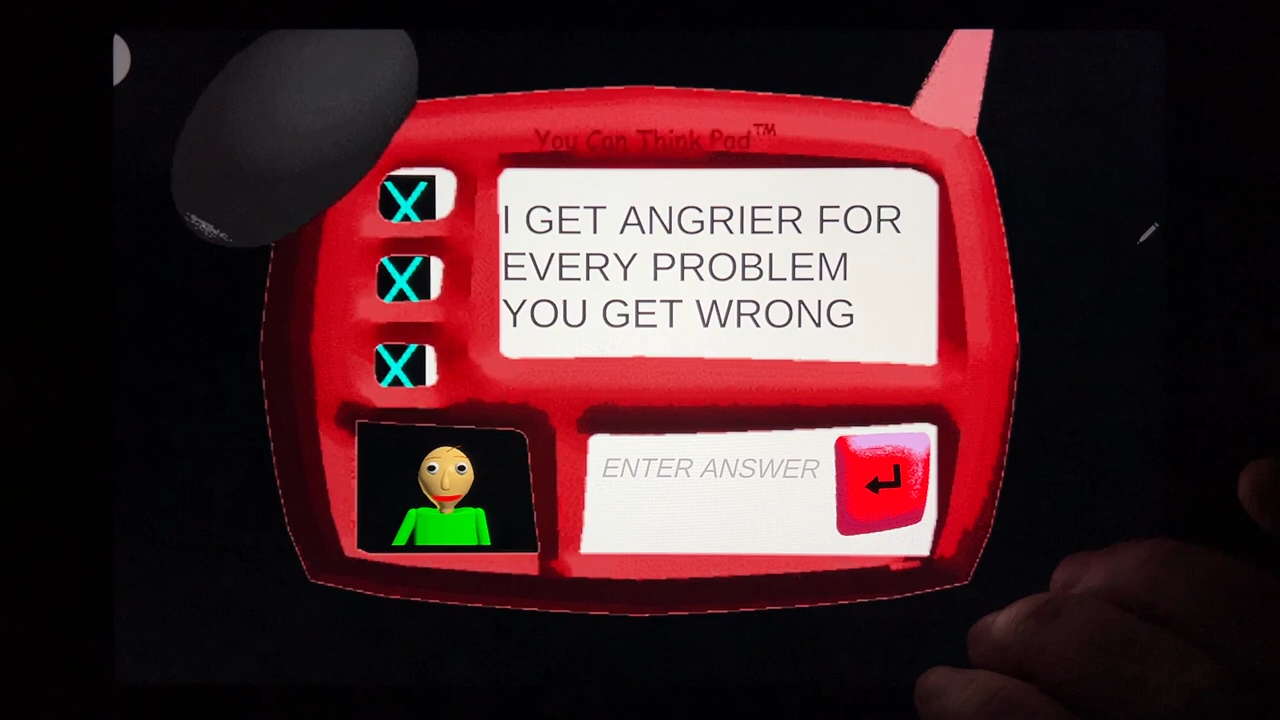 You Can Think Pad™
X
I GET ANGRIER FOR
EVERY PROBLEM
X
YOU GET WRONG
X
ENTER ANSWER